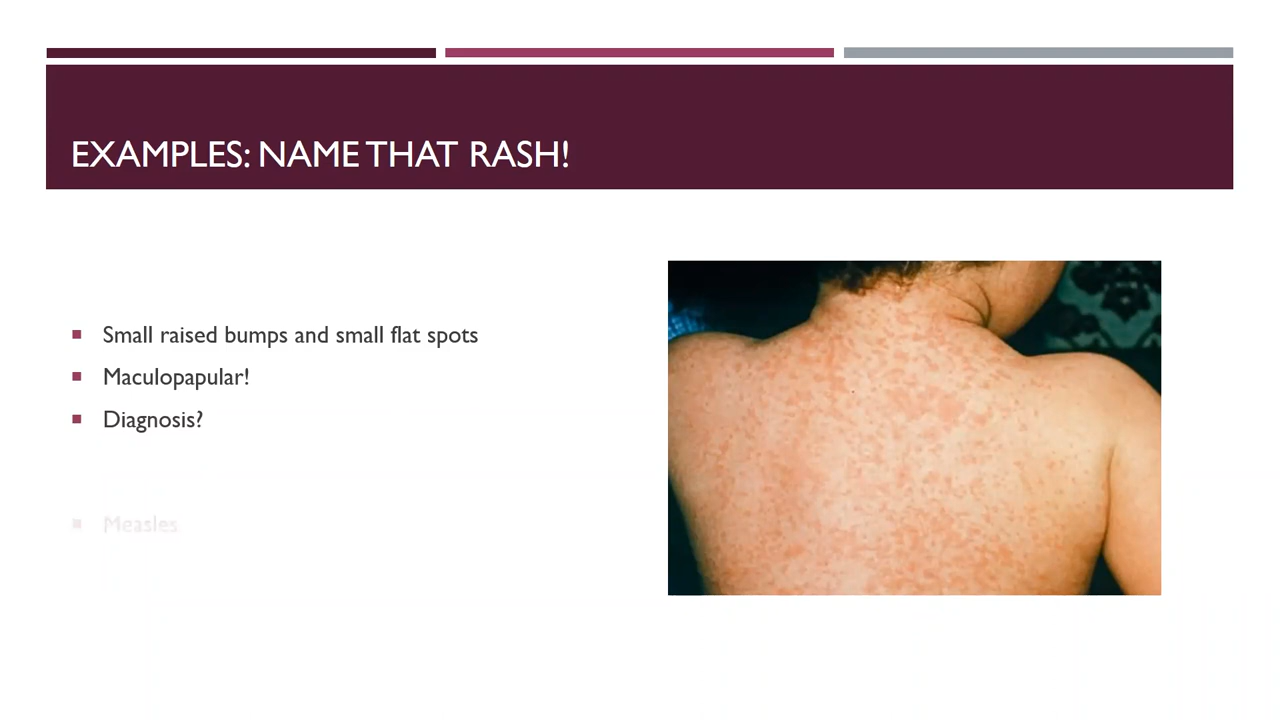 EXAMPLES: NAME THAT RASH!
Small raised bumps and small flat spots
Maculopapular!
Diagnosis?
Measles